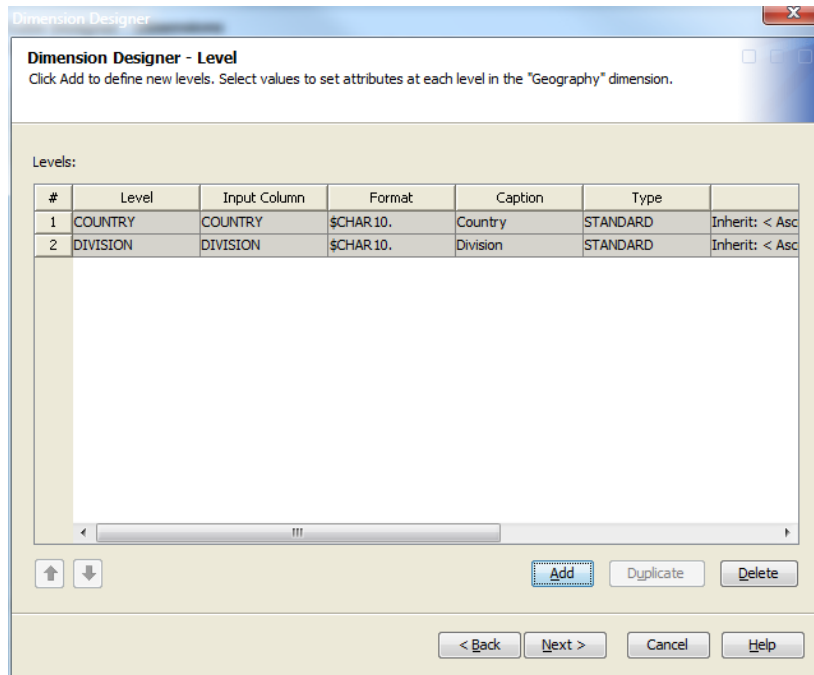 Dimension Designer
Dimension Designer - Level
Click Add to define new levels. Select values to set attributes at each level in the "Geography" dimension.
Levels:
# Level Input Column Format Caption Type
1 COUNTRY COUNTRY $CHAR10. Country STANDARD Inherit: < Asc
2 DIVISION DIVISION $CHAR10. Division STANDARD Inherit: < Asc
Add Duplicate Delete
< Back Next > Cancel Help